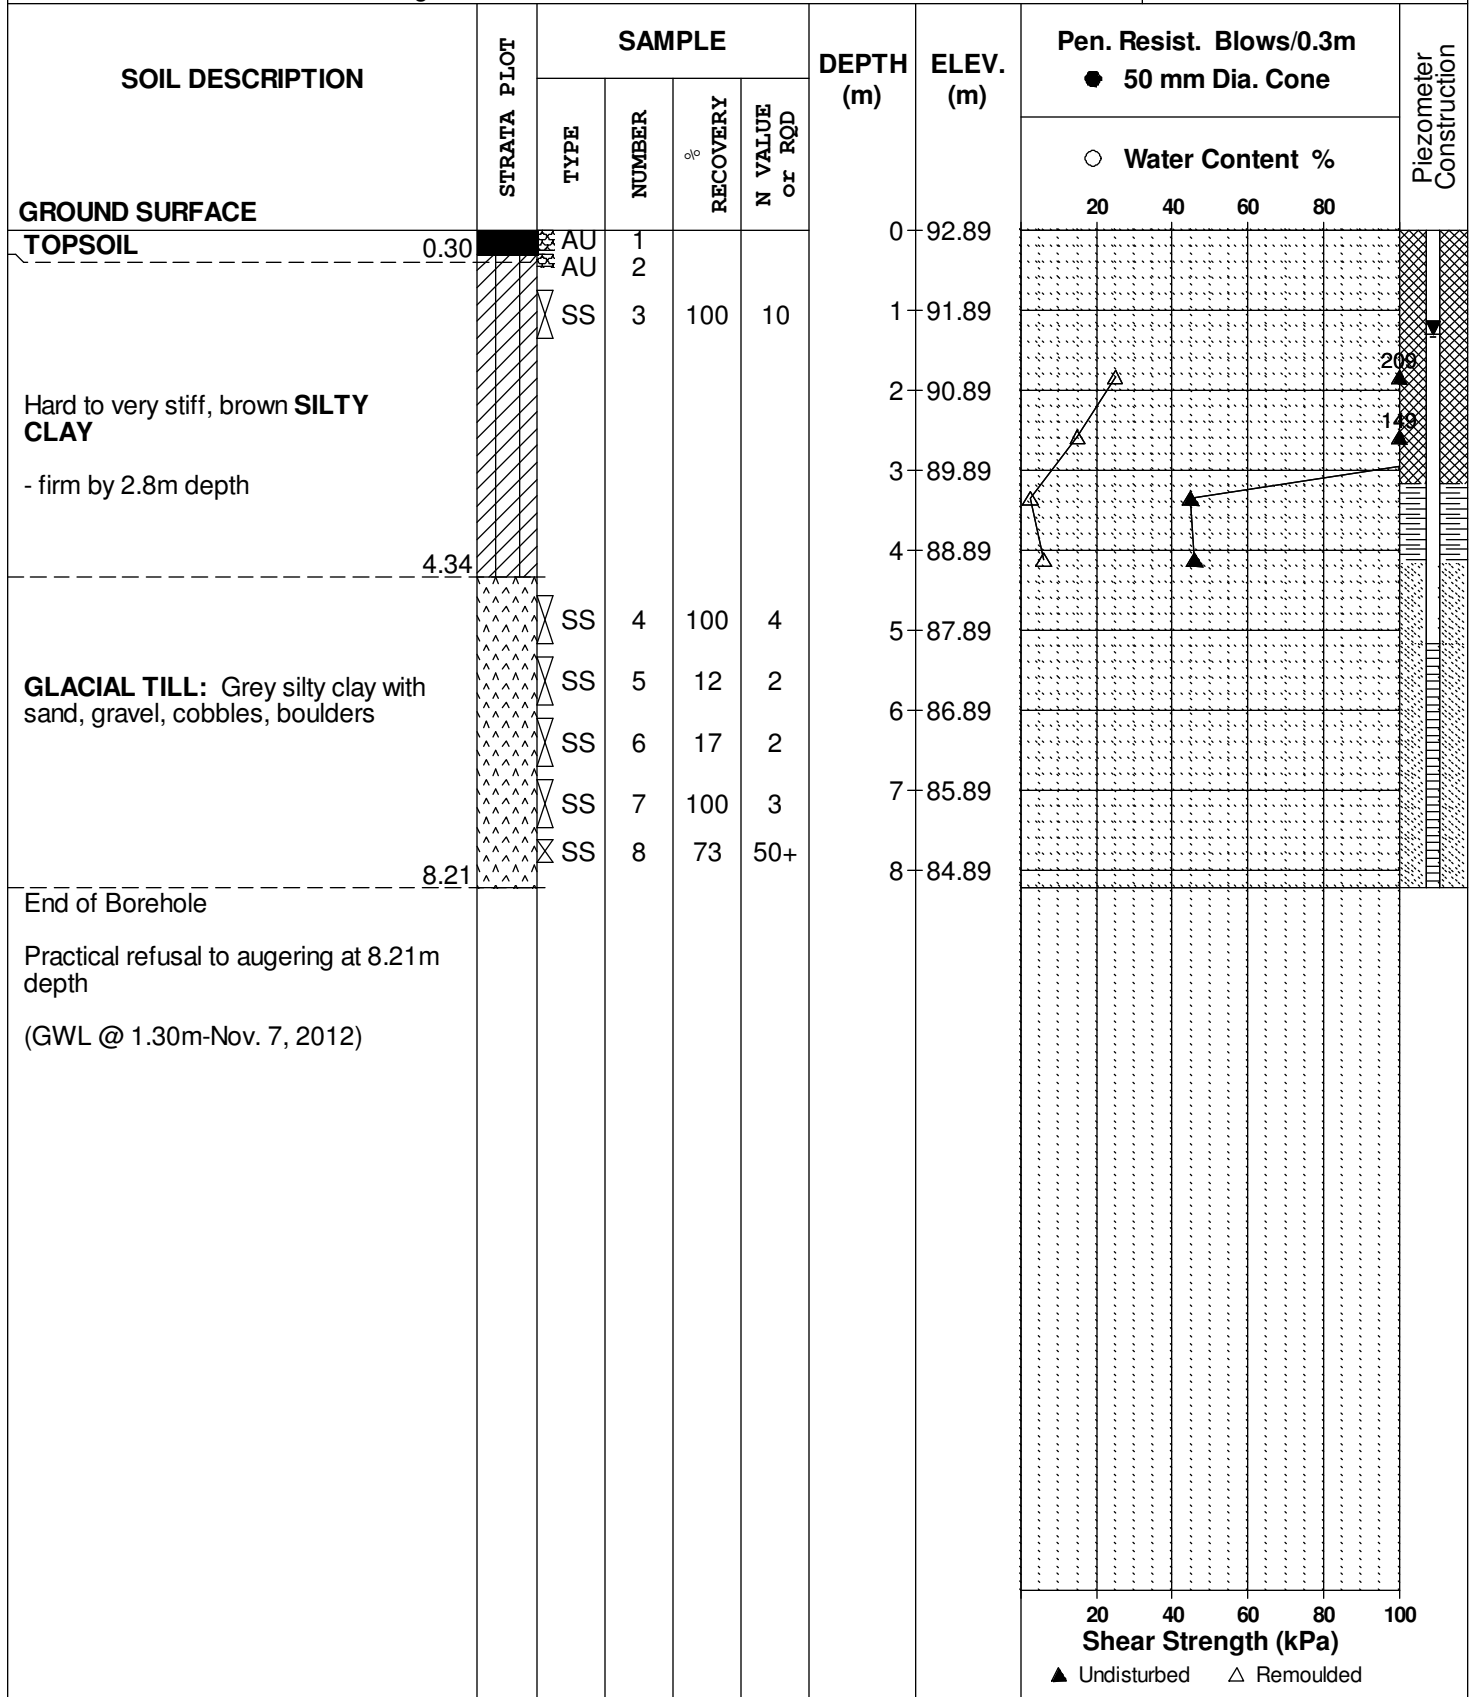 SOIL DESCRIPTION
GROUND SURFACE
STRATA PLOT
SAMPLE
TYPE
NUMBER
% RECOVERY
N VALUE or RQD
DEPTH (m)
ELEV. (m)
Pen. Resist. Blows/0.3m
● 50 mm Dia. Cone
○ Water Content %
20 40 60 80
Piezometer Construction
TOPSOIL 0.30
AU 1
AU 2
SS 3 100 10
0 92.89
1 91.89
209
2 90.89
Hard to very stiff, brown SILTY
CLAY
149
- firm by 2.8m depth
3 89.89
4 88.89
4.34
SS 4 100 4
5 87.89
GLACIAL TILL: Grey silty clay with
sand, gravel, cobbles, boulders
SS 5 12 2
6 86.89
SS 6 17 2
7 85.89
SS 7 100 3
SS 8 73 50+
8 84.89
8.21
End of Borehole
Practical refusal to augering at 8.21m
depth
(GWL @ 1.30m-Nov. 7, 2012)
20 40 60 80 100
Shear Strength (kPa)
▲ Undisturbed △ Remoulded